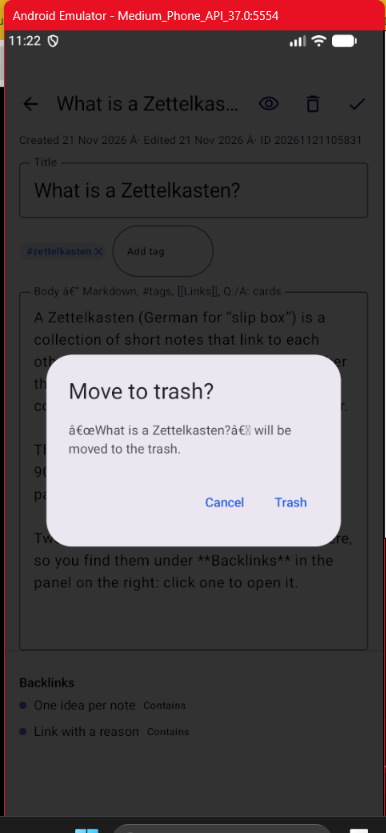 Android Emulator - Medium_Phone_API_37.0:5554
11:22
What is a Zettelkas...
Created 21 Nov 2026 Â· Edited 21 Nov 2026 Â· ID 20261121105831
Title
What is a Zettelkasten?
#zettelkasten ×
Add tag
Body â€" Markdown, #tags, [[Links]], Q:/A: cards
A Zettelkasten (German for “slip box”) is a
collection of short notes that link to each
Move to trash?
â€œWhat is a Zettelkasten?â€ will be
moved to the trash.
Cancel
Trash
so you find them under **Backlinks** in the
panel on the right: click one to open it.
Backlinks
One idea per note Contains
Link with a reason Contains